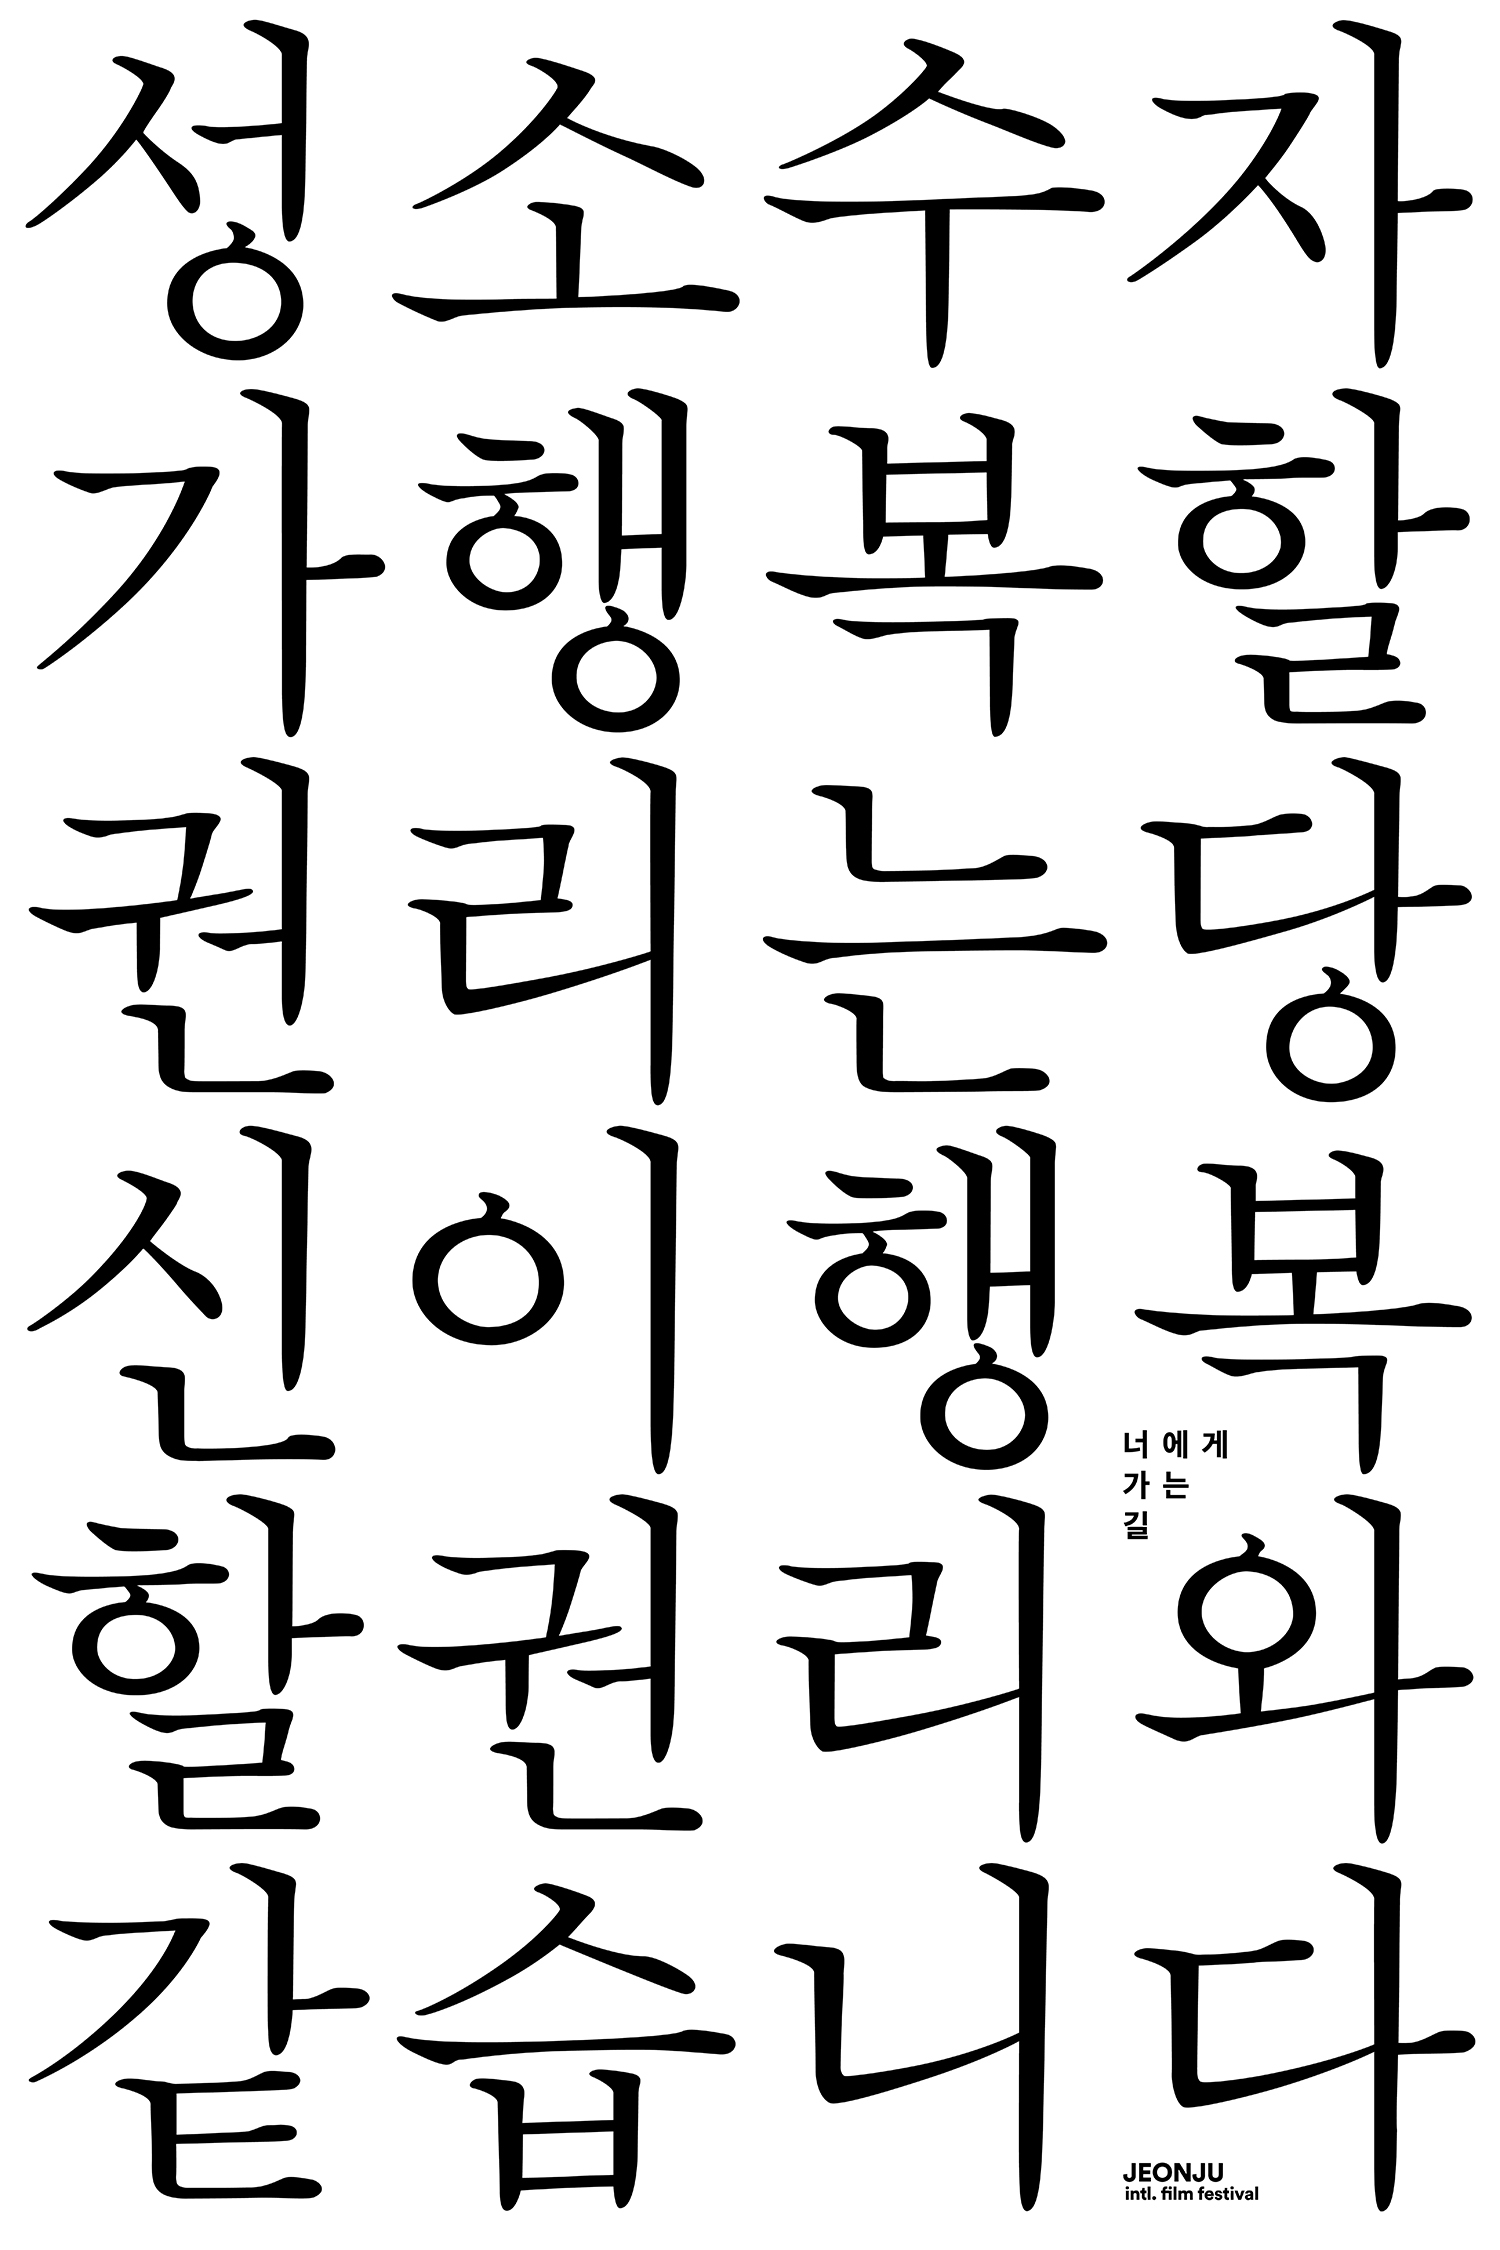 성소수자
가행복할
권리는당
신이행복
할권리와
같습니다
너에게
가는
길
JEONJU
intl. film festival